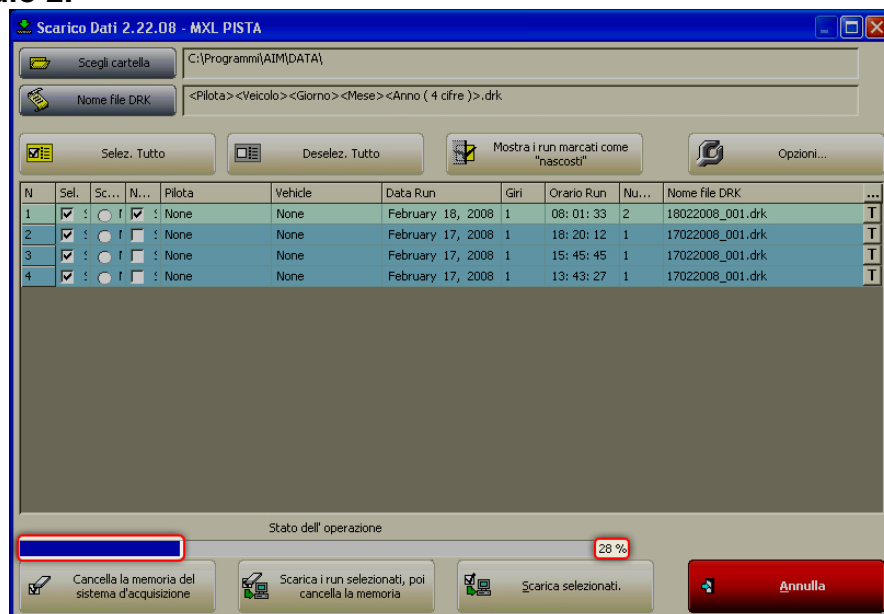 Scarico Dati 2.22.08 - MXL PISTA
Scegli cartella C:\Programmi\AIM\DATA\
Nome file DRK <Pilota><Veicolo><Giorno><Mese><Anno ( 4 cifre )>.drk
Selez. Tutto Deselez. Tutto Mostra i run marcati come "nascosti" Opzioni...
N Sel. Sc... N... Pilota Vehicle Data Run Giri Orario Run Nu... Nome file DRK ...
1 None None February 18, 2008 1 08: 01: 33 2 18022008_001.drk T
2 None None February 17, 2008 1 18: 20: 12 1 17022008_001.drk T
3 None None February 17, 2008 1 15: 45: 45 1 17022008_001.drk T
4 None None February 17, 2008 1 13: 43: 27 1 17022008_001.drk T
Stato dell' operazione
28 %
Cancella la memoria del sistema d'acquisizione Scarica i run selezionati, poi cancella la memoria Scarica selezionati. Annulla